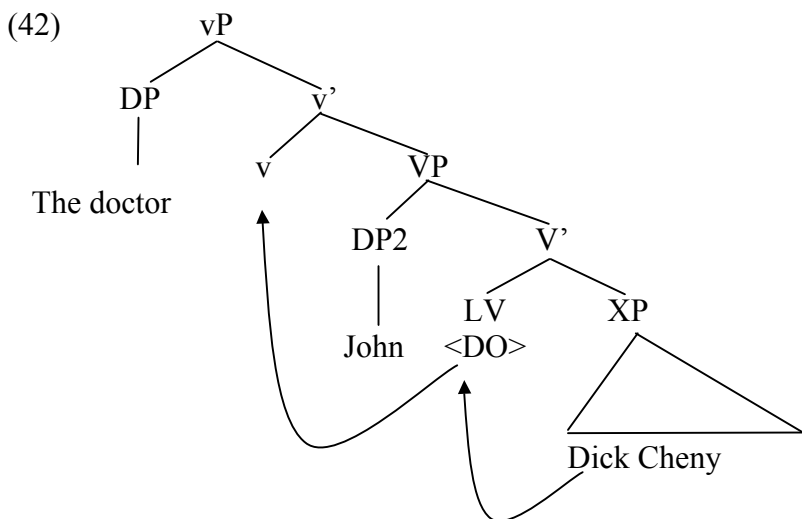 (42) vP
DP v’
v VP
The doctor
DP2 V’
LV XP
John <DO>
Dick Cheny